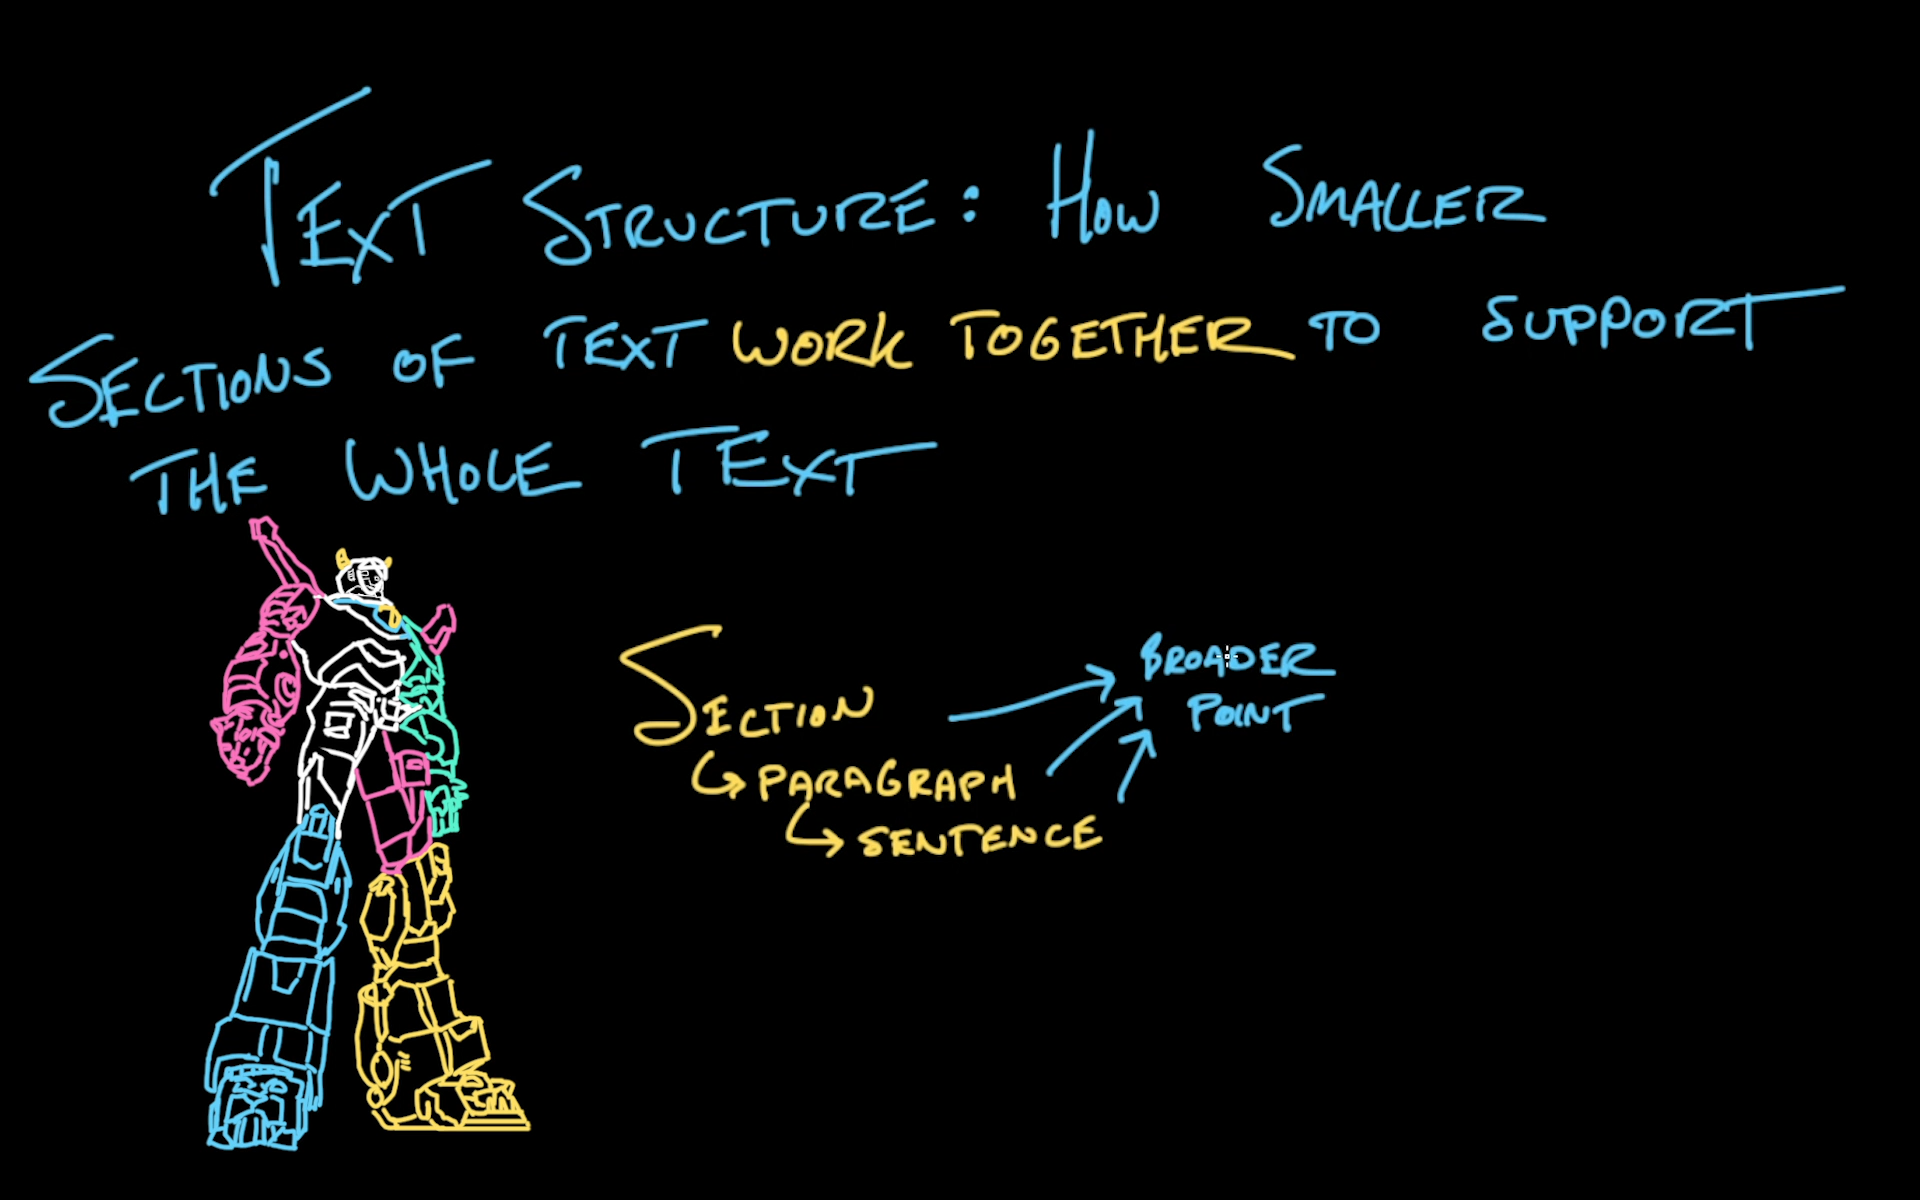 TEXT STRUCTURE: HOW SMALLER
SECTIONS OF TEXT WORK TOGETHER TO SUPPORT
THE WHOLE TEXT
SECTION
BROADER
POINT
PARAGRAPH
SENTENCE